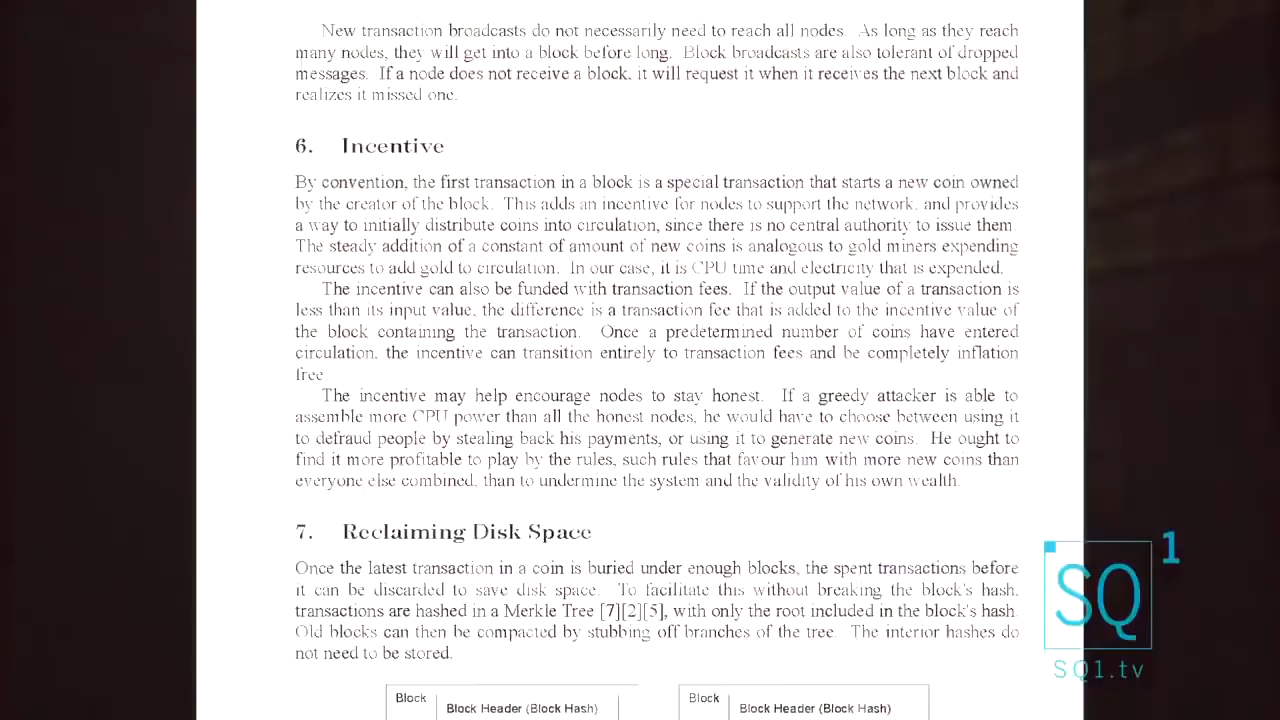 New transaction broadcasts do not necessarily need to reach all nodes. As long as they reach
many nodes, they will get into a block before long. Block broadcasts are also tolerant of dropped
messages. If a node does not receive a block, it will request it when it receives the next block and
realizes it missed one.
6. Incentive
By convention, the first transaction in a block is a special transaction that starts a new coin owned
by the creator of the block. This adds an incentive for nodes to support the network, and provides
a way to initially distribute coins into circulation, since there is no central authority to issue them.
The steady addition of a constant of amount of new coins is analogous to gold miners expending
resources to add gold to circulation. In our case, it is CPU time and electricity that is expended.
The incentive can also be funded with transaction fees. If the output value of a transaction is
less than its input value, the difference is a transaction fee that is added to the incentive value of
the block containing the transaction. Once a predetermined number of coins have entered
circulation, the incentive can transition entirely to transaction fees and be completely inflation
free.
The incentive may help encourage nodes to stay honest. If a greedy attacker is able to
assemble more CPU power than all the honest nodes, he would have to choose between using it
to defraud people by stealing back his payments, or using it to generate new coins. He ought to
find it more profitable to play by the rules, such rules that favour him with more new coins than
everyone else combined, than to undermine the system and the validity of his own wealth.
7. Reclaiming Disk Space
Once the latest transaction in a coin is buried under enough blocks, the spent transactions before
it can be discarded to save disk space. To facilitate this without breaking the block's hash,
transactions are hashed in a Merkle Tree [7][2][5], with only the root included in the block's hash.
Old blocks can then be compacted by stubbing off branches of the tree. The interior hashes do
not need to be stored.
Block
Block Header (Block Hash)
Block
Block Header (Block Hash)
SQ1
SQ1.tv